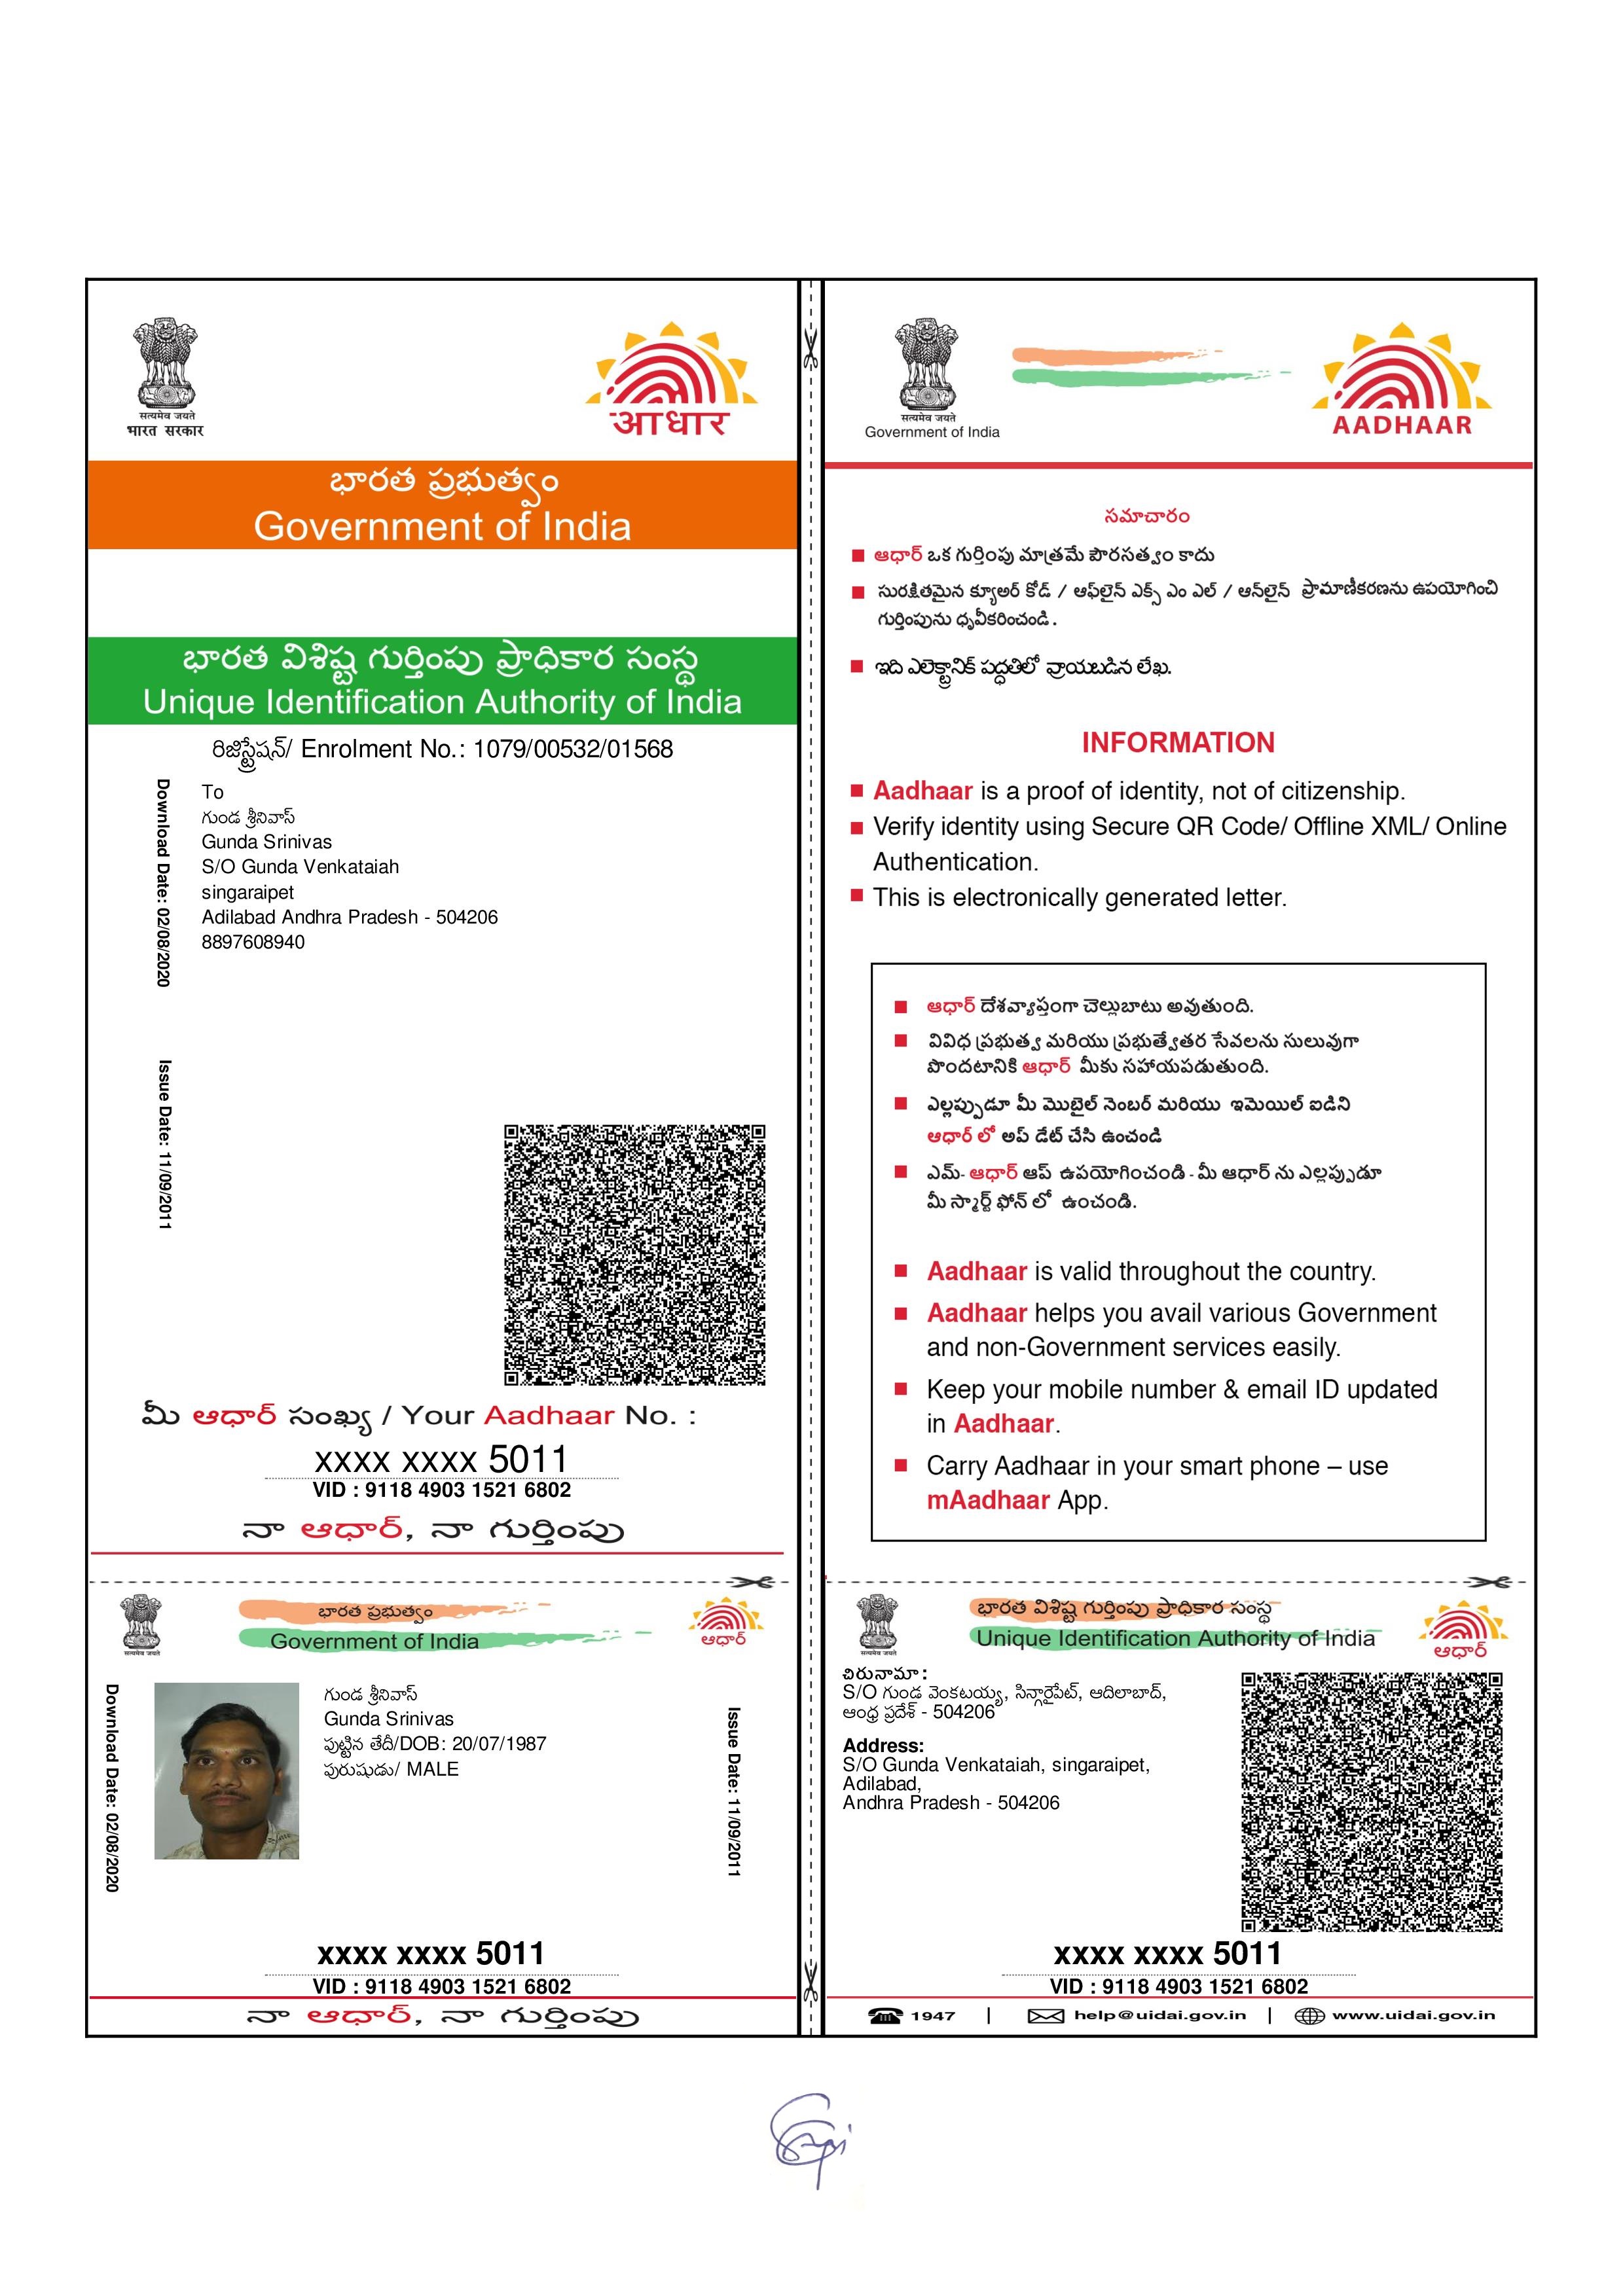 सत्यमेव जयते
भारत सरकार
आधार
భారత ప్రభుత్వం
Government of India
భారత విశిష్ట గుర్తింపు ప్రాధికార సంస్థ
Unique Identification Authority of India
రిజిస్ట్రేషన్/ Enrolment No.: 1079/00532/01568
Download Date: 02/08/2020
Issue Date: 11/09/2011
To
గుండ శ్రీనివాస్
Gunda Srinivas
S/O Gunda Venkataiah
singaraipet
Adilabad Andhra Pradesh - 504206
8897608940
మీ ఆధార్ సంఖ్య / Your Aadhaar No. :
xxxx xxxx 5011
VID : 9118 4903 1521 6802
నా ఆధార్, నా గుర్తింపు
सत्यमेव जयते
Government of India
AADHAAR
సమాచారం
ఆధార్ ఒక గుర్తింపు మాత్రమే పౌరసత్వం కాదు
సురక్షితమైన క్యూఅర్ కోడ్ / ఆఫ్‌లైన్ ఎక్స్ ఎం ఎల్ / ఆన్‌లైన్ ప్రామాణీకరణను ఉపయోగించి
గుర్తింపును ధృవీకరించండి.
ఇది ఎలెక్ట్రానిక్ పద్ధతిలో వ్రాయబడిన లేఖ.
INFORMATION
Aadhaar is a proof of identity, not of citizenship.
Verify identity using Secure QR Code/ Offline XML/ Online
Authentication.
This is electronically generated letter.
ఆధార్ దేశవ్యాప్తంగా చెల్లుబాటు అవుతుంది.
వివిధ ప్రభుత్వ మరియు ప్రభుత్వేతర సేవలను సులువుగా
పొందటానికి ఆధార్ మీకు సహాయపడుతుంది.
ఎల్లప్పుడూ మీ మొబైల్ నెంబర్ మరియు ఇమెయిల్ ఐడిని
ఆధార్ లో అప్ డేట్ చేసి ఉంచండి
ఎమ్- ఆధార్ ఆప్ ఉపయోగించండి - మీ ఆధార్ ను ఎల్లప్పుడూ
మీ స్మార్ట్ ఫోన్ లో ఉంచండి.
Aadhaar is valid throughout the country.
Aadhaar helps you avail various Government
and non-Government services easily.
Keep your mobile number & email ID updated
in Aadhaar.
Carry Aadhaar in your smart phone – use
mAadhaar App.
सत्यमेव जयते
భారత ప్రభుత్వం
Government of India
ఆధార్
Download Date: 02/08/2020
గుండ శ్రీనివాస్
Gunda Srinivas
పుట్టిన తేదీ/DOB: 20/07/1987
పురుషుడు/ MALE
Issue Date: 11/09/2011
xxxx xxxx 5011
VID : 9118 4903 1521 6802
నా ఆధార్, నా గుర్తింపు
सत्यमेव जयते
భారత విశిష్ట గుర్తింపు ప్రాధికార సంస్థ
Unique Identification Authority of India
ఆధార్
చిరునామా:
S/O గుండ వెంకటయ్య, సిన్గారైపేట్, ఆదిలాబాద్,
ఆంధ్ర ప్రదేశ్ - 504206
Address:
S/O Gunda Venkataiah, singaraipet,
Adilabad,
Andhra Pradesh - 504206
xxxx xxxx 5011
VID : 9118 4903 1521 6802
1947 | help@uidai.gov.in | www.uidai.gov.in